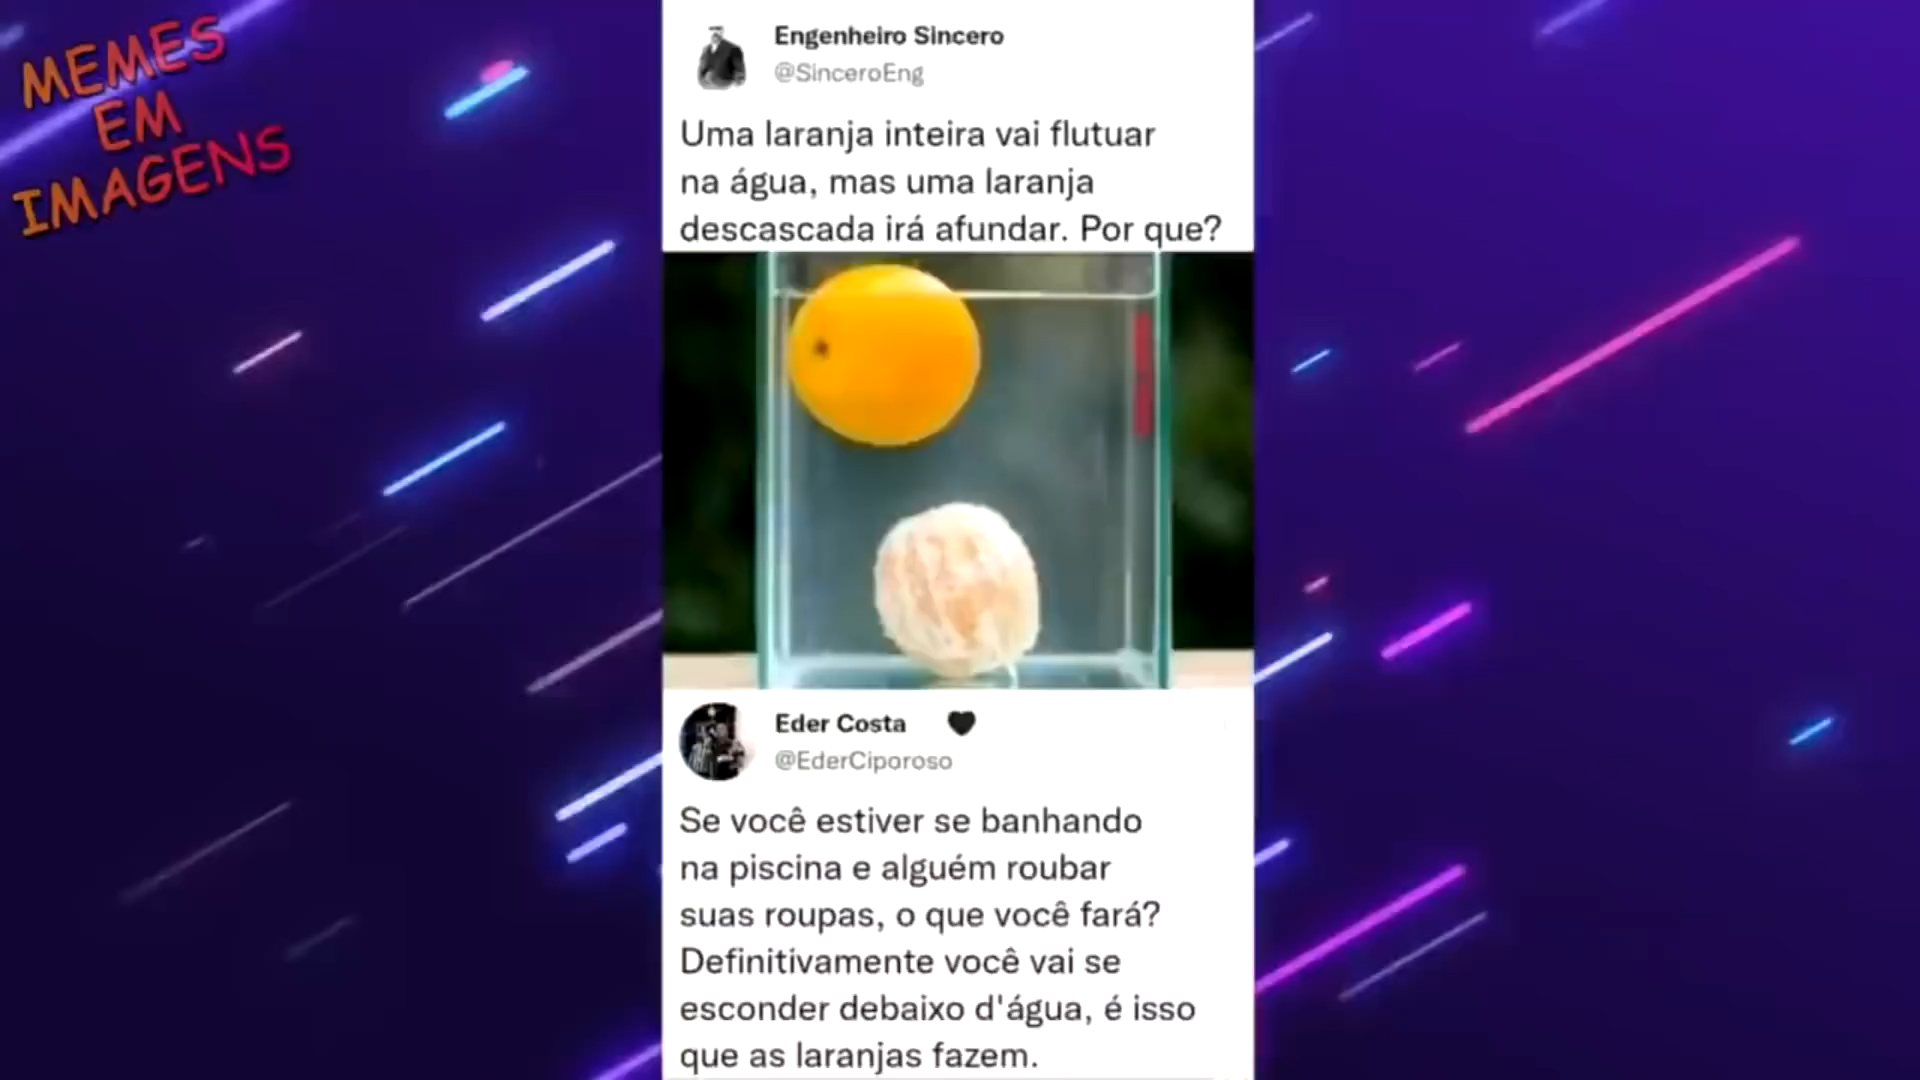 MEMES
EM
IMAGENS
Engenheiro Sincero
@SinceroEng
Uma laranja inteira vai flutuar
na água, mas uma laranja
descascada irá afundar. Por que?
Eder Costa
@EderCiporoso
Se você estiver se banhando
na piscina e alguém roubar
suas roupas, o que você fará?
Definitivamente você vai se
esconder debaixo d'água, é isso
que as laranjas fazem.